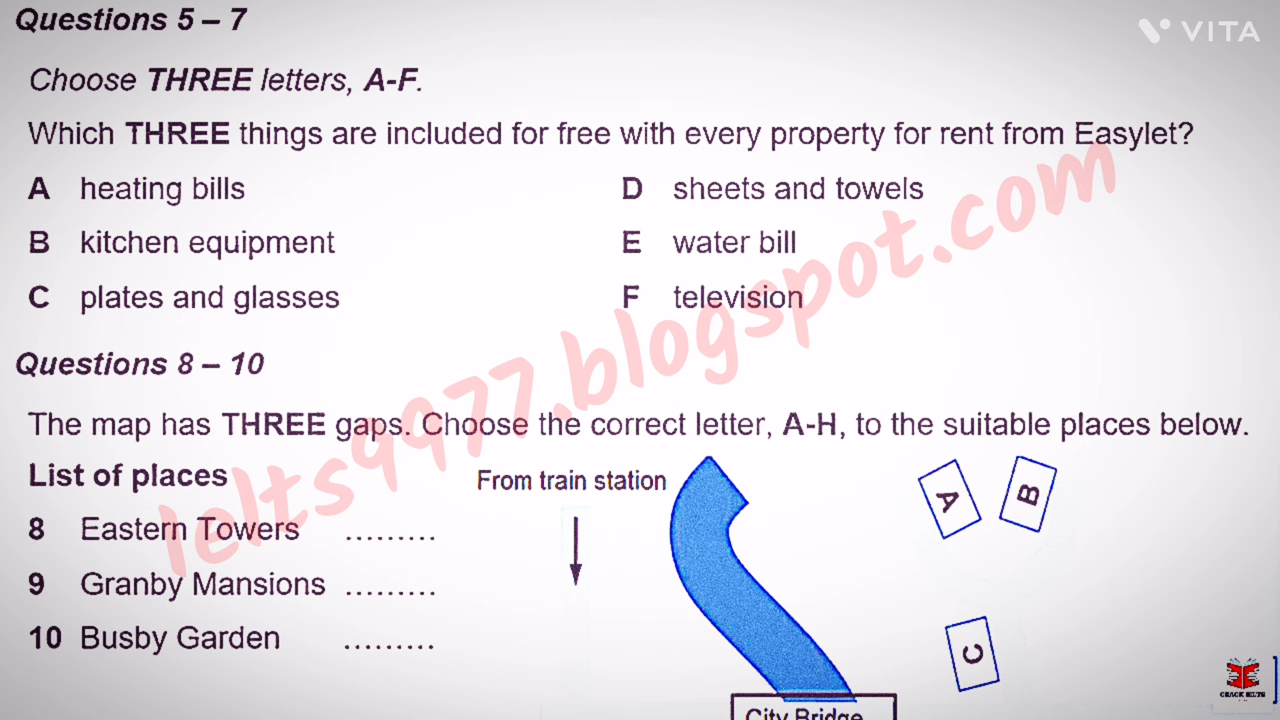 Questions 5 – 7
VITA
Choose THREE letters, A-F.
Which THREE things are included for free with every property for rent from Easylet?
A heating bills
D sheets and towels
B kitchen equipment
E water bill
C plates and glasses
F television
ielts9977.blogspot.com
Questions 8 – 10
The map has THREE gaps. Choose the correct letter, A-H, to the suitable places below.
List of places
From train station
8 Eastern Towers .........
9 Granby Mansions .........
10 Busby Garden .........
A
B
C
City Bridge
CRACK IELTS